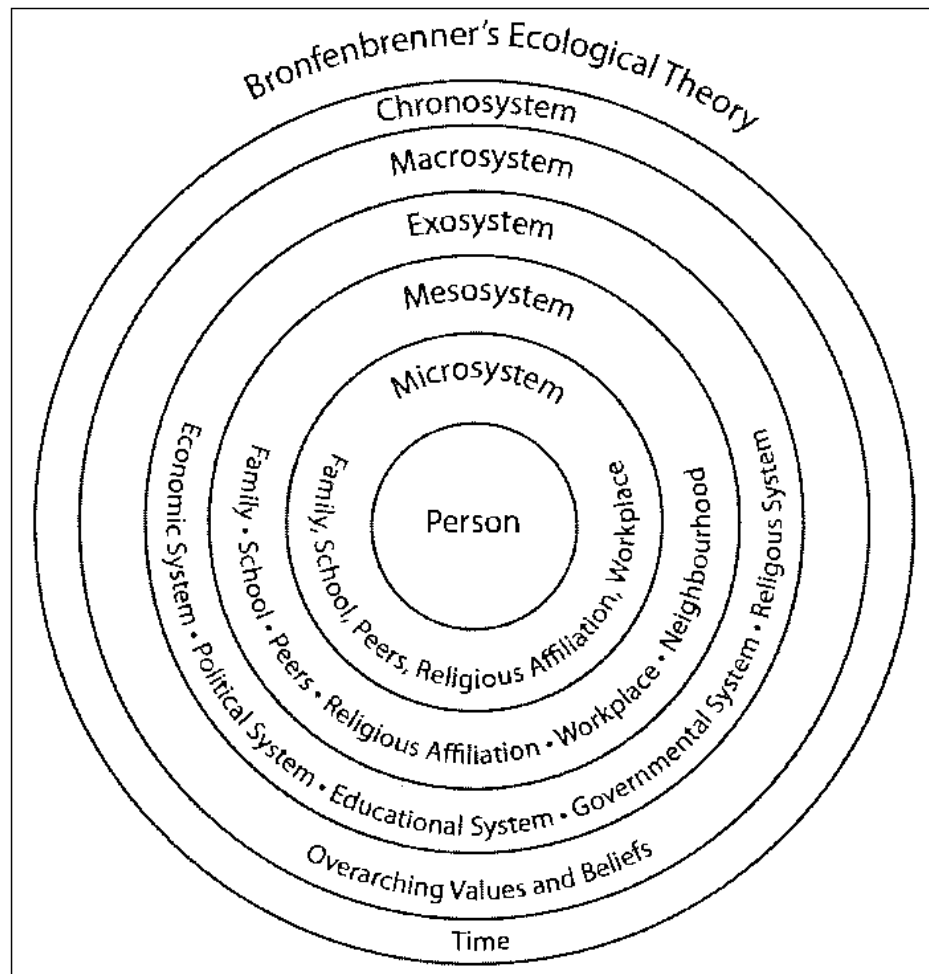 Bronfenbrenner's Ecological Theory
Chronosystem
Macrosystem
Exosystem
Mesosystem
Microsystem
Person
Family, School, Peers, Religious Affiliation, Workplace
Family • School • Peers • Religious Affiliation • Workplace • Neighbourhood
Economic System • Political System • Educational System • Governmental System • Religous System
Overarching Values and Beliefs
Time